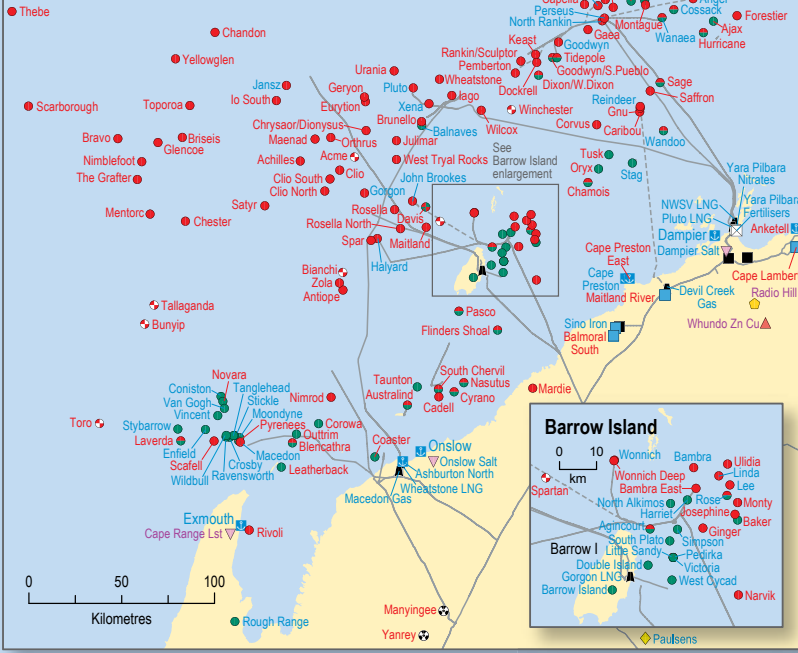 Thebe
Capella
Angel
Perseus
Cossack
Forestier
North Rankin
Montague
Ajax
Chandon
Gaea
Wanaea
Hurricane
Keast
Goodwyn
Rankin/Sculptor
Tidepole
Yellowglen
Pemberton
Goodwyn/S.Pueblo
Urania
Wheatstone
Dixon/W.Dixon
Sage
Jansz
Geryon
Pluto
Dockrell
Saffron
Io South
Iago
Reindeer
Scarborough
Toporoa
Eurytion
Xena
Winchester
Gnu
Brunello
Chrysaor/Dionysus
Balnaves
Wilcox
Corvus
Caribou
Bravo
Briseis
Maenad
Orthrus
Julimar
Wandoo
Glencoe
See
Barrow Island
enlargement
Acme
Tusk
Nimblefoot
Achilles
West Tryal Rocks
Oryx
Stag
Yara Pilbara
Nitrates
The Grafter
Clio
Clio South
John Brookes
Chamois
Clio North
Gorgon
NWSV LNG
Yara Pilbara
Fertilisers
Mentorc
Satyr
Rosella
Davis
Pluto LNG
Chester
Rosella North
Anketell
Spar
Maitland
Dampier
Cape Preston
East
Dampier Salt
Halyard
Bianchi
Zola
Antiope
Cape
Preston
Cape Lamber
Maitland River
Devil Creek
Gas
Radio Hill
Tallaganda
Pasco
Bunyip
Flinders Shoal
Sino Iron
Balmoral
South
Whundo Zn Cu
Novara
South Chervil
Coniston
Tanglehead
Taunton
Nasutus
Van Gogh
Stickle
Nimrod
Australind
Mardie
Vincent
Moondyne
Cadell
Cyrano
Toro
Stybarrow
Pyrenees
Corowa
Laverda
Outtrim
Coaster
Onslow
Enfield
Blencathra
Scafell
Macedon
Onslow Salt
Wildbull
Crosby
Leatherback
Ashburton North
Ravensworth
Wheatstone LNG
Macedon Gas
Exmouth
Cape Range Lst
Rivoli
0 50 100
Kilometres
Manyingee
Rough Range
Yanrey
Paulsens
Barrow Island
0 10
km
Wonnich
Bambra
Ulidia
Wonnich Deep
Linda
Spartan
Bambra East
Lee
North Alkimos
Rose
Monty
Harriet
Josephine
Baker
Agincourt
Ginger
South Plato
Simpson
Barrow I
Little Sandy
Pedirka
Double Island
Victoria
Gorgon LNG
West Cycad
Barrow Island
Narvik